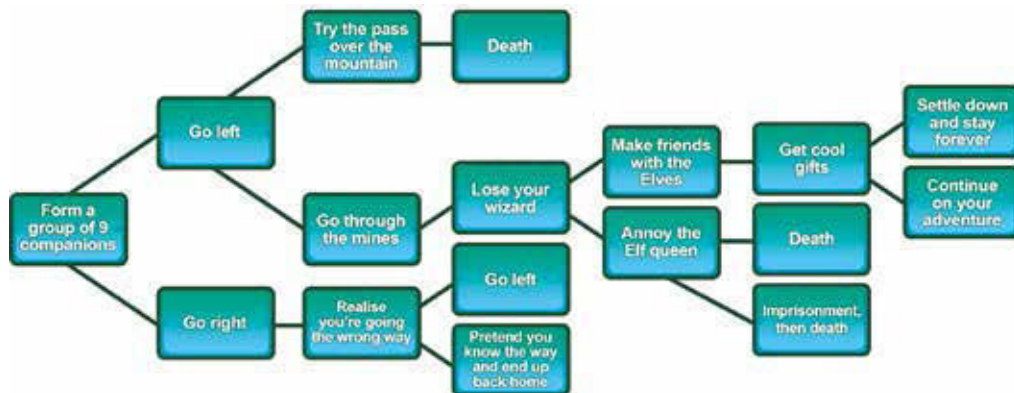 Try the pass
over the
mountain
Death
Go left
Settle down
and stay
forever
Make friends
with the
Elves
Get cool
gifts
Lose your
wizard
Continue
on your
adventure
Form a
group of 9
companions
Go through
the mines
Annoy the
Elf queen
Death
Go left
Go right
Realise
you're going
the wrong way
Imprisonment,
then death
Pretend you
know the way
and end up
back home